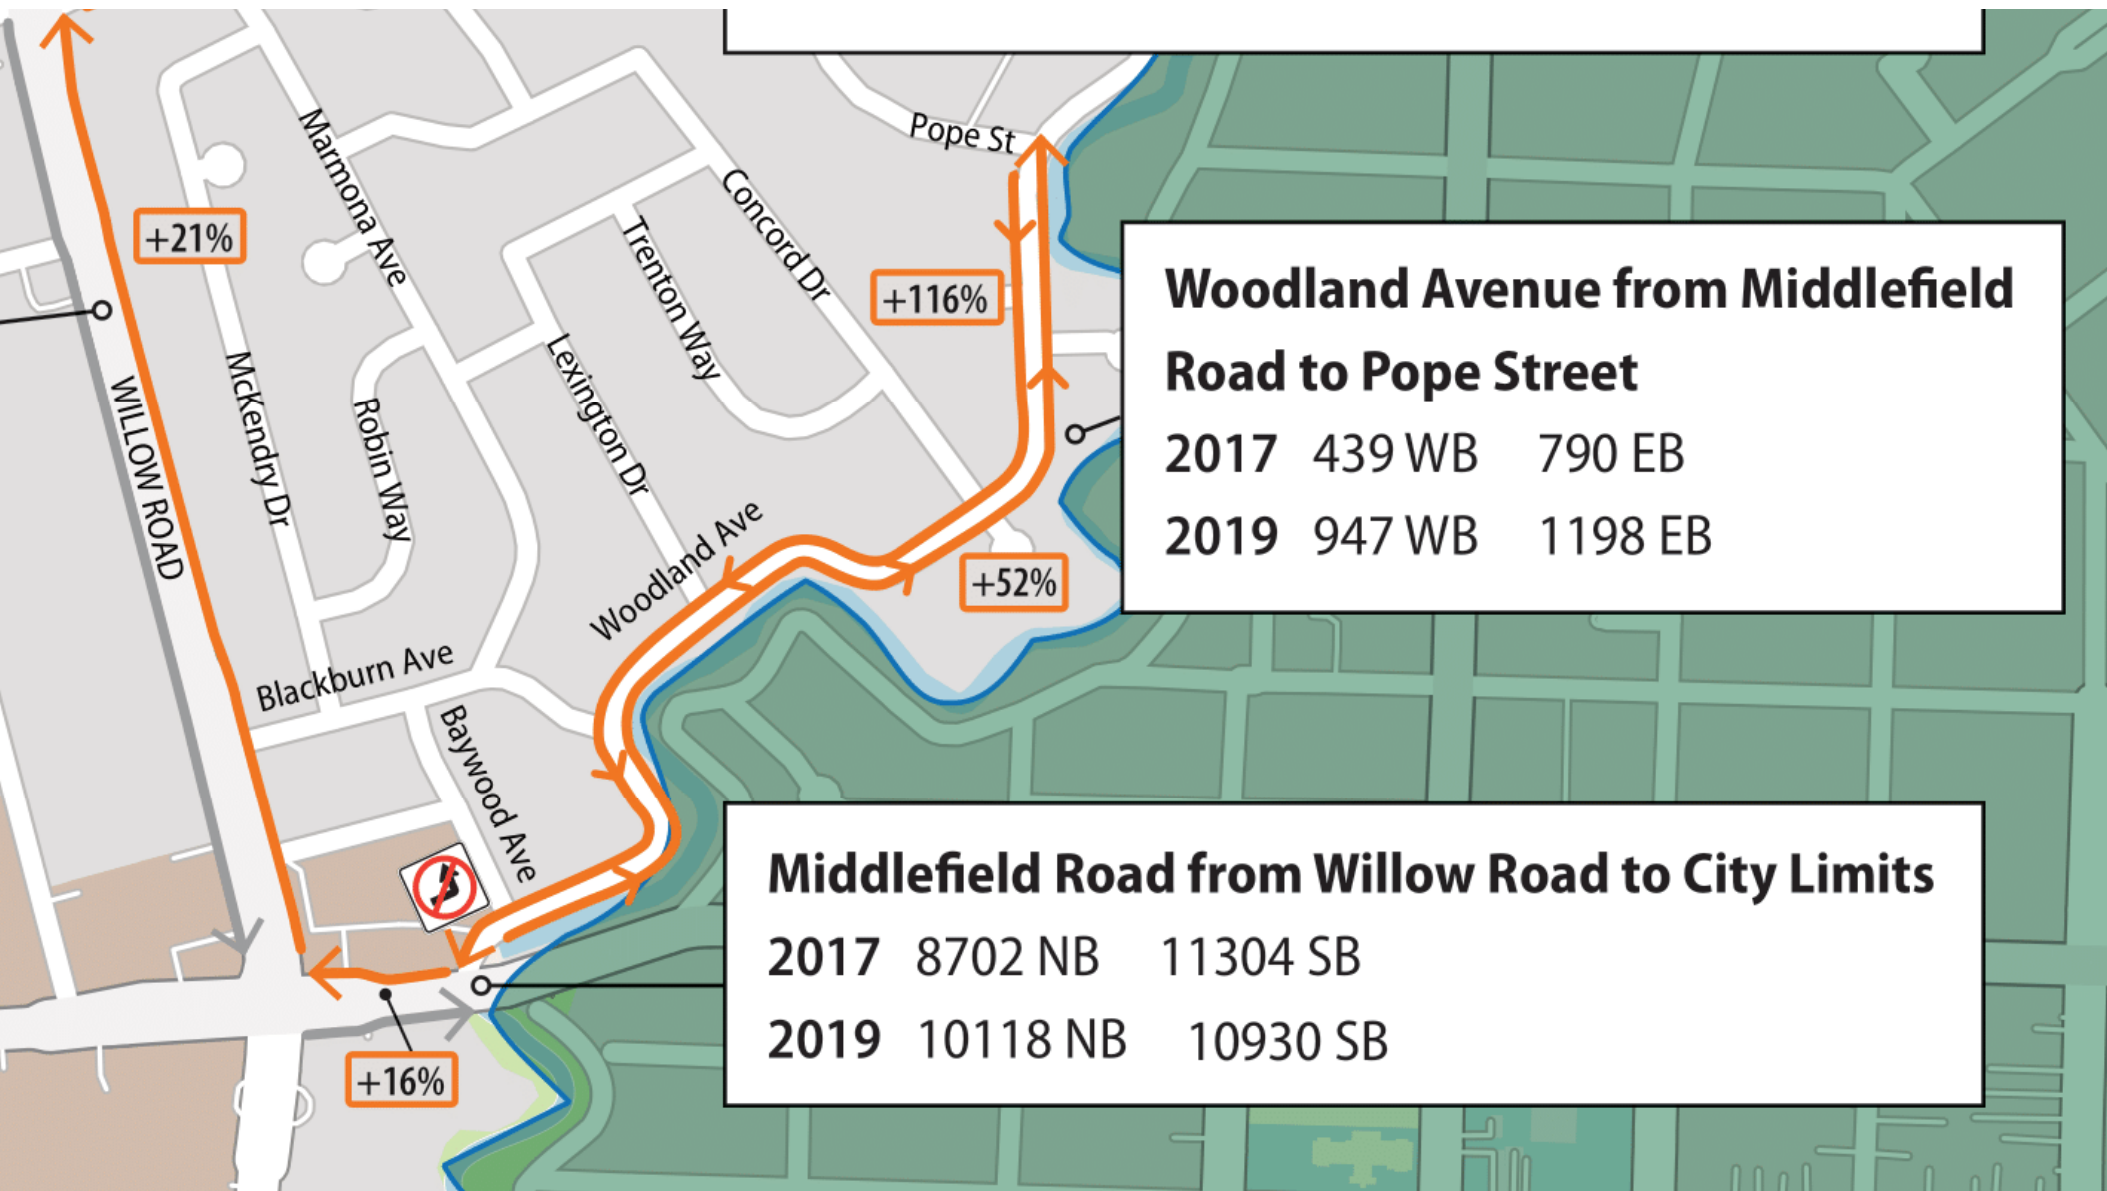 Pope St
Marmona Ave
Concord Dr
+21%
Trenton Way
+116%
Woodland Avenue from Middlefield
Road to Pope Street
2017 439 WB 790 EB
2019 947 WB 1198 EB
Lexington Dr
McKendry Dr
WILLOW ROAD
Robin Way
Woodland Ave
+52%
Blackburn Ave
Baywood Ave
Middlefield Road from Willow Road to City Limits
2017 8702 NB 11304 SB
2019 10118 NB 10930 SB
+16%